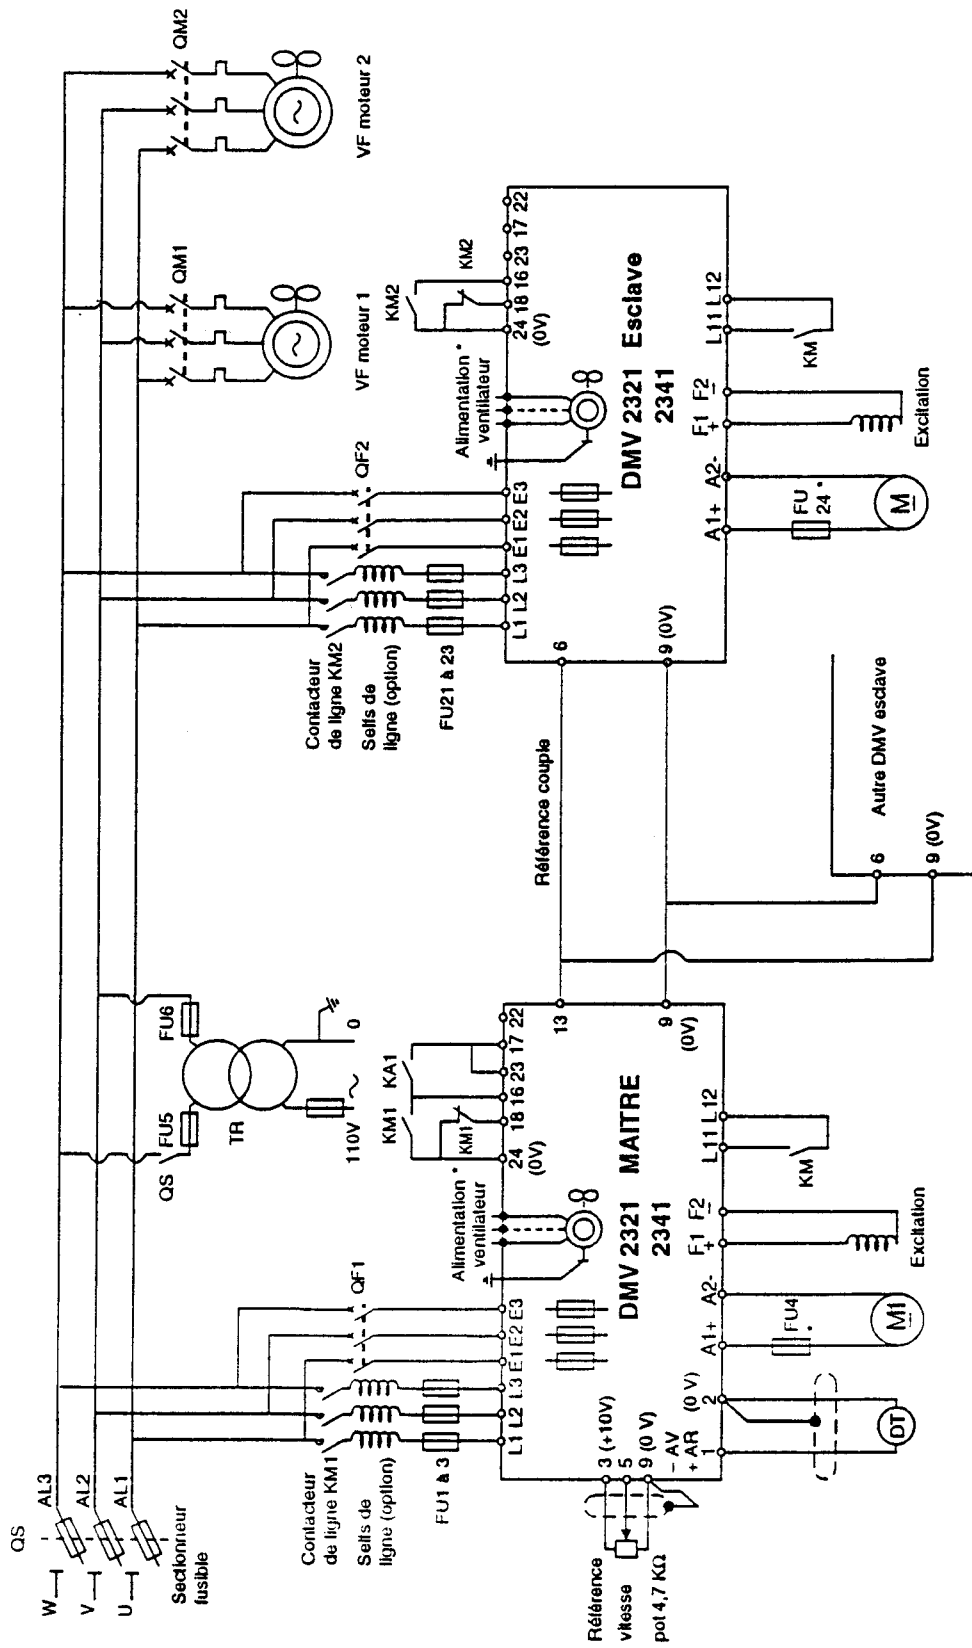 QS
W
V
U
AL3
AL2
AL1
Sectionneur
fusible
Contacteur
de ligne KM1
Selfs de
ligne (option)
FU1 à 3
QF1
L1
L2
L3
E1
E2
E3
Alimentation *
ventilateur
QS
FU5
FU6
TR
110V
0
KM1
KA1
KM1
24
(0V)
18
16
23
17
22
DMV 2321 MAITRE
2341
Référence
vitesse
pot 4,7 KΩ
3 (+10V)
5
9 (0 V)
- AV
+ AR
1
2
(0 V)
DT
A1+
A2-
FU4
*
M1
F1
+
F2
-
Excitation
L11
L12
KM
13
9
(0V)
Référence couple
6
9 (0V)
Autre DMV esclave
6
9 (0V)
Contacteur
de ligne KM2
Selfs de
ligne (option)
FU21 à 23
QF2
L1
L2
L3
E1
E2
E3
Alimentation *
ventilateur
KM2
KM2
24
(0V)
18
16
23
17
22
DMV 2321 Esclave
2341
A1+
A2-
FU
24 *
M
F1
+
F2
-
Excitation
L11
L12
KM
QM1
VF moteur 1
QM2
VF moteur 2